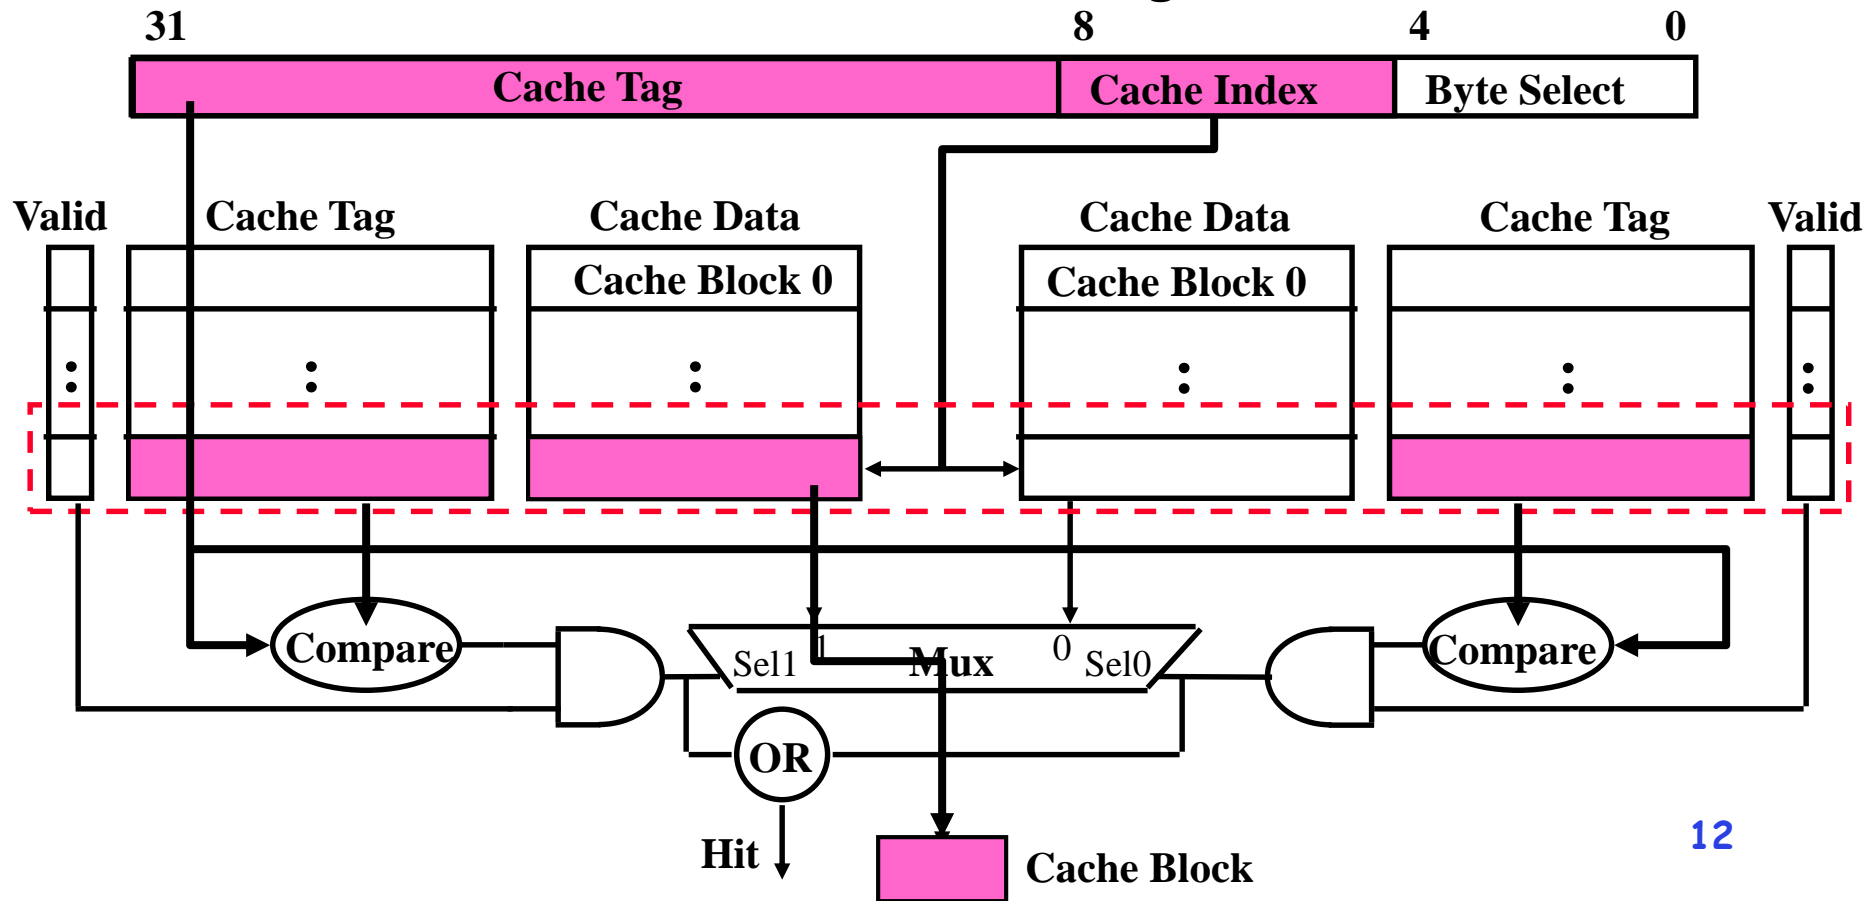 31 8 4 0
Cache Tag Cache Index Byte Select
Valid Cache Tag Cache Data Cache Data Cache Tag Valid
Cache Block 0 Cache Block 0
Compare Sel1 1 Mux 0 Sel0 Compare
OR
Hit
Cache Block
12